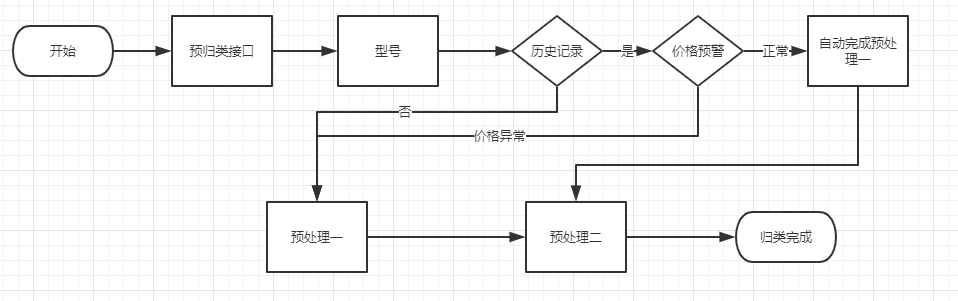 开始
预归类接口
型号
历史记录
是
价格预警
正常
自动完成预处
理一
否
价格异常
预处理一
预处理二
归类完成